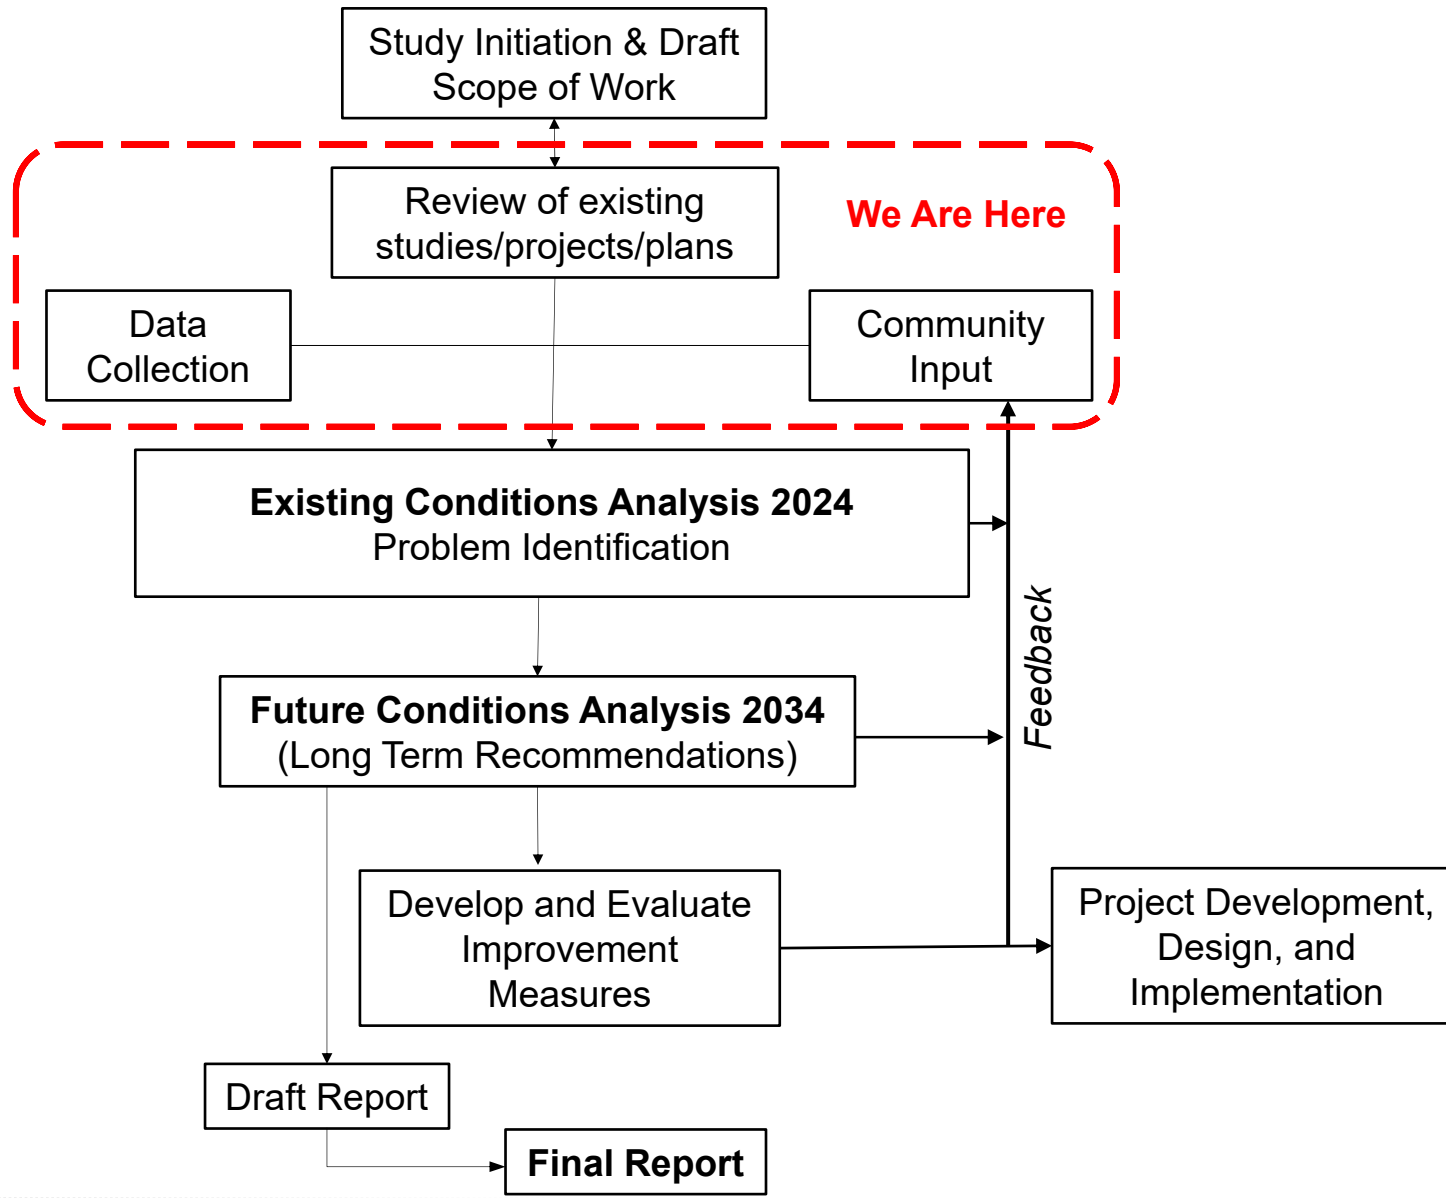 Study Initiation & Draft
Scope of Work
Review of existing
studies/projects/plans
We Are Here
Data
Collection
Community
Input
Existing Conditions Analysis 2024
Problem Identification
Feedback
Future Conditions Analysis 2034
(Long Term Recommendations)
Develop and Evaluate
Improvement
Measures
Project Development,
Design, and
Implementation
Draft Report
Final Report